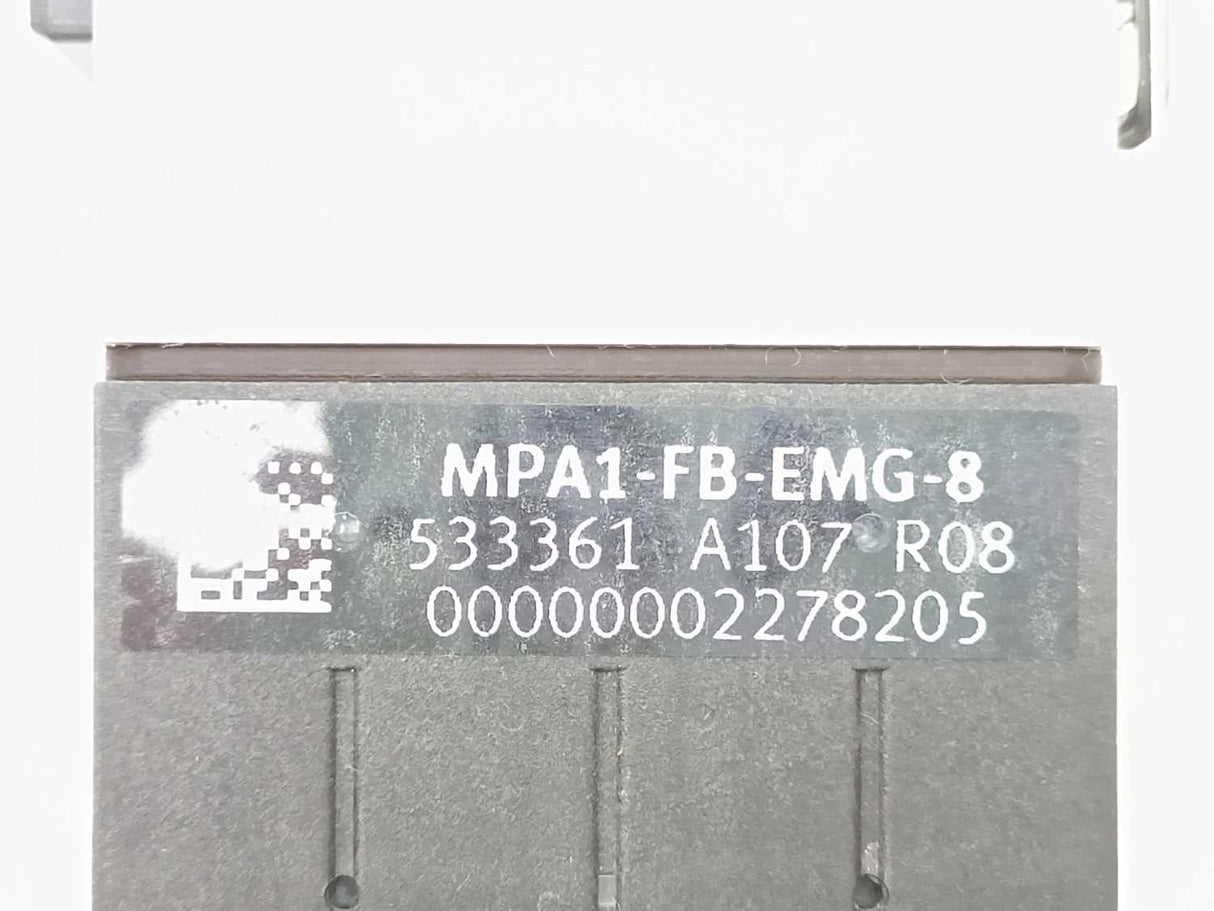 MPA1-FB-EMG-8
533361 A107 R08
00000002278205